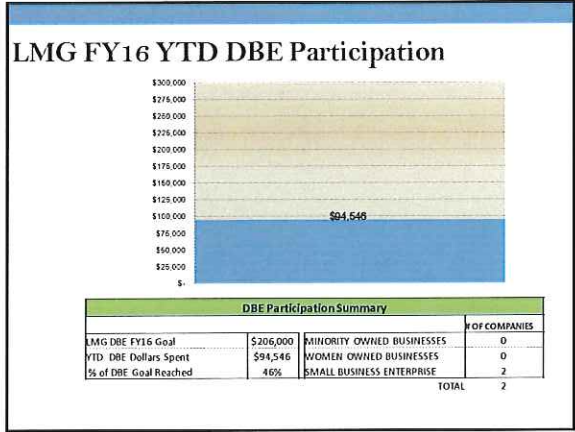 LMG FY16 YTD DBE Participation
$300,000
$275,000
$250,000
$225,000
$200,000
$175,000
$150,000
$125,000
$100,000
$94,546
$75,000
$50,000
$25,000
$-
DBE Participation Summary
# OF COMPANIES
LMG DBE FY16 Goal $206,000 MINORITY OWNED BUSINESSES 0
YTD DBE Dollars Spent $94,546 WOMEN OWNED BUSINESSES 0
% of DBE Goal Reached 46% SMALL BUSINESS ENTERPRISE 2
TOTAL 2